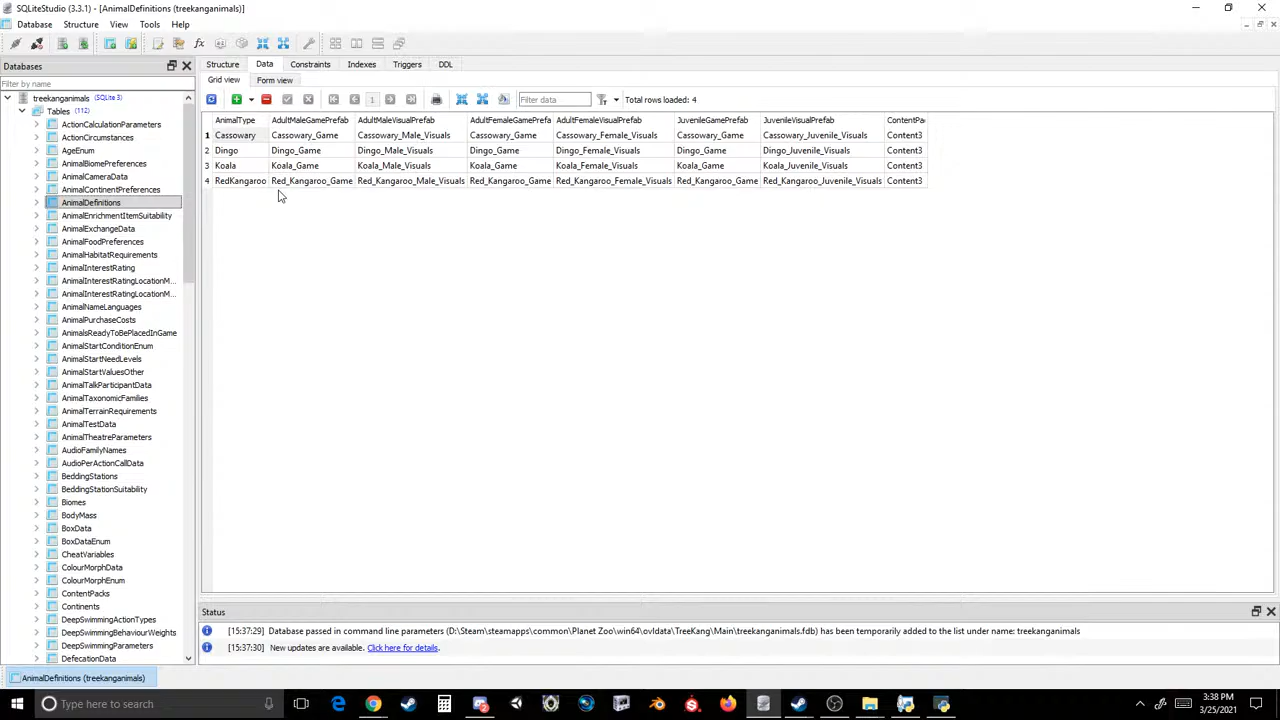 SQLiteStudio (3.3.1) - [AnimalDefinitions (treekanganimals)]
Database Structure View Tools Help
Databases
Structure Data Constraints Indexes Triggers DDL
Filter by name
Grid view Form view
1 Filter data Total rows loaded: 4
treekanganimals (SQLite 3)
Tables (112)
ActionCalculationParameters
ActionCircumstances
AgeEnum
AnimalBiomePreferences
AnimalCameraData
AnimalContinentPreferences
AnimalDefinitions
AnimalEnrichmentItemSuitability
AnimalExchangeData
AnimalFoodPreferences
AnimalHabitatRequirements
AnimalInterestRating
AnimalInterestRatingLocationM...
AnimalInterestRatingLocationM...
AnimalNameLanguages
AnimalPurchaseCosts
AnimalsReadyToBePlacedInGame
AnimalStartConditionEnum
AnimalStartNeedLevels
AnimalStartValuesOther
AnimalTalkParticipantData
AnimalTaxonomicFamilies
AnimalTerrainRequirements
AnimalTestData
AnimalTheatreParameters
AudioFamilyNames
AudioPerActionCallData
BeddingStations
BeddingStationSuitability
Biomes
BodyMass
BoxData
BoxDataEnum
CheatVariables
ColourMorphData
ColourMorphEnum
ContentPacks
Continents
DeepSwimmingActionTypes
DeepSwimmingBehaviourWeights
DeepSwimmingParameters
DefecationData
AnimalType AdultMaleGamePrefab AdultMaleVisualPrefab AdultFemaleGamePrefab AdultFemaleVisualPrefab JuvenileGamePrefab JuvenileVisualPrefab ContentPa
1 Cassowary Cassowary_Game Cassowary_Male_Visuals Cassowary_Game Cassowary_Female_Visuals Cassowary_Game Cassowary_Juvenile_Visuals Content3
2 Dingo Dingo_Game Dingo_Male_Visuals Dingo_Game Dingo_Female_Visuals Dingo_Game Dingo_Juvenile_Visuals Content3
3 Koala Koala_Game Koala_Male_Visuals Koala_Game Koala_Female_Visuals Koala_Game Koala_Juvenile_Visuals Content3
4 RedKangaroo Red_Kangaroo_Game Red_Kangaroo_Male_Visuals Red_Kangaroo_Game Red_Kangaroo_Female_Visuals Red_Kangaroo_Game Red_Kangaroo_Juvenile_Visuals Content3
Status
[15:37:29] Database passed in command line parameters (D:\Steam\steamapps\common\Planet Zoo\win64\ovldata\TreeKang\Main\treekanganimals.fdb) has been temporarily added to the list under name: treekanganimals
[15:37:30] New updates are available. Click here for details.
AnimalDefinitions (treekanganimals)
Type here to search
3:38 PM
3/25/2021